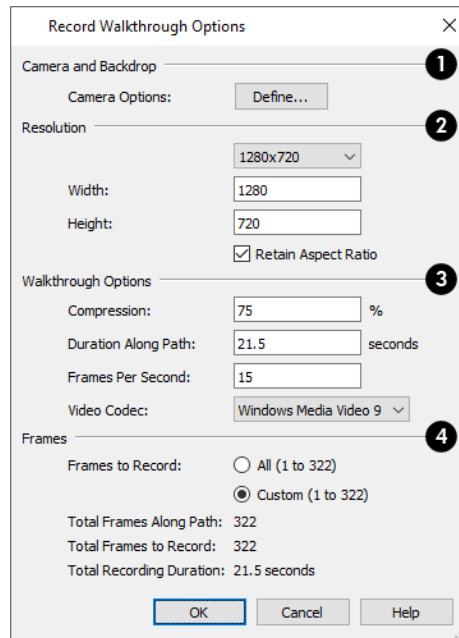 Record Walkthrough Options
Camera and Backdrop 1
Camera Options: Define...
Resolution 2
1280x720
Width: 1280
Height: 720
Retain Aspect Ratio
Walkthrough Options 3
Compression: 75 %
Duration Along Path: 21.5 seconds
Frames Per Second: 15
Video Codec: Windows Media Video 9
Frames 4
Frames to Record: All (1 to 322)
Custom (1 to 322)
Total Frames Along Path: 322
Total Frames to Record: 322
Total Recording Duration: 21.5 seconds
OK Cancel Help